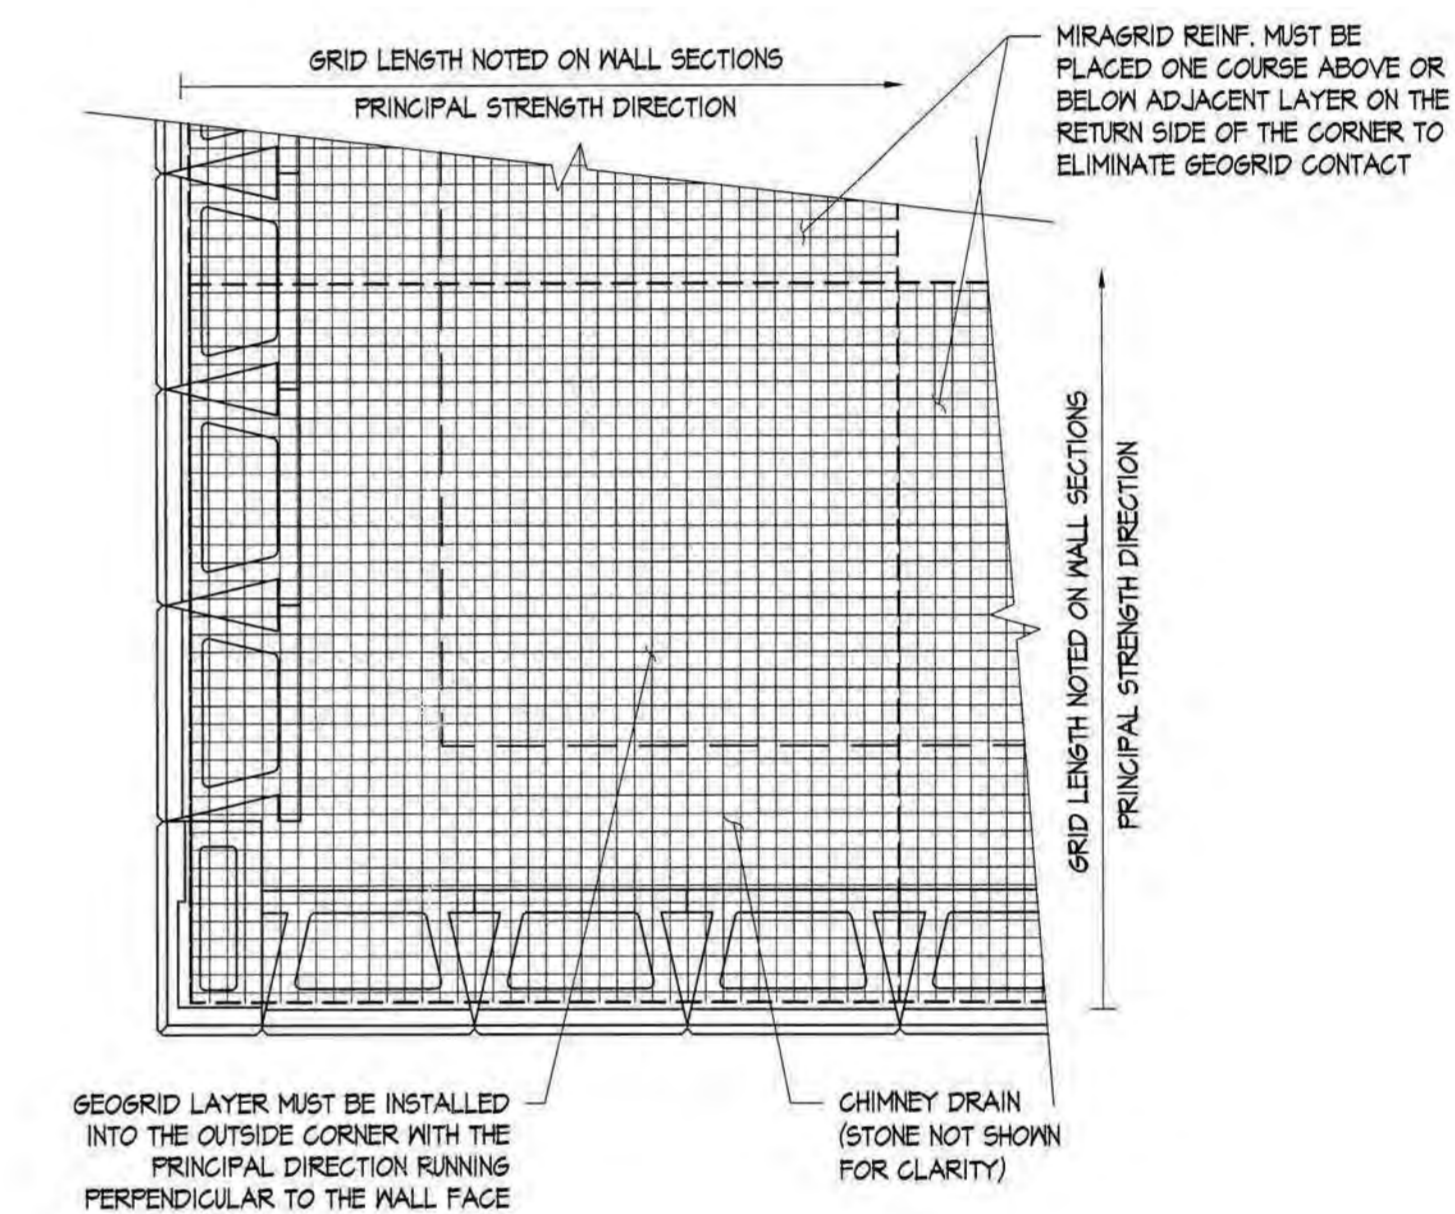 GRID LENGTH NOTED ON WALL SECTIONS
PRINCIPAL STRENGTH DIRECTION
MIRAGRID REINF. MUST BE
PLACED ONE COURSE ABOVE OR
BELOW ADJACENT LAYER ON THE
RETURN SIDE OF THE CORNER TO
ELIMINATE GEOGRID CONTACT
GRID LENGTH NOTED ON WALL SECTIONS
PRINCIPAL STRENGTH DIRECTION
GEOGRID LAYER MUST BE INSTALLED
INTO THE OUTSIDE CORNER WITH THE
PRINCIPAL DIRECTION RUNNING
PERPENDICULAR TO THE WALL FACE
CHIMNEY DRAIN
(STONE NOT SHOWN
FOR CLARITY)